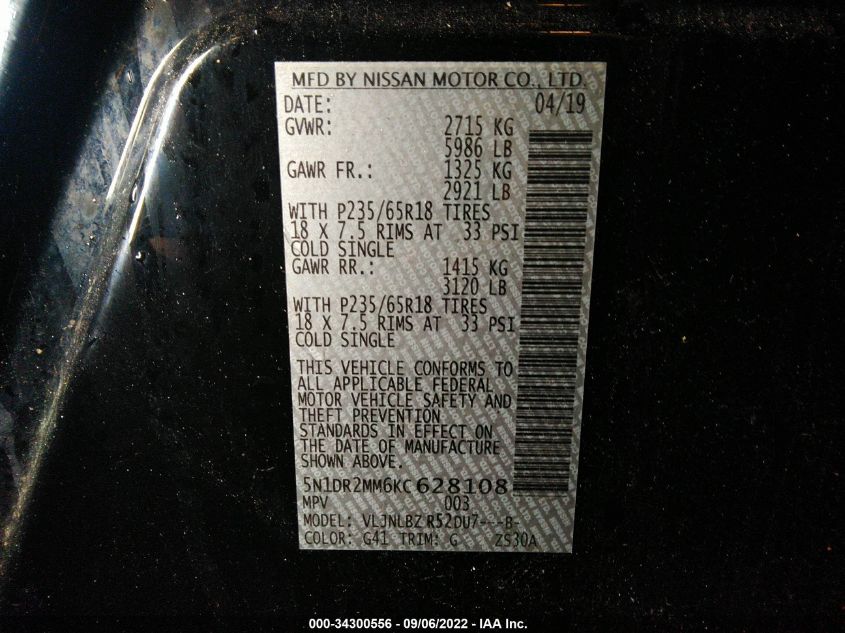 MFD BY NISSAN MOTOR CO., LTD.
DATE: 04/19
GVWR: 2715 KG
5986 LB
GAWR FR.: 1325 KG
2921 LB
WITH P235/65R18 TIRES
18 X 7.5 RIMS AT 33 PSI
COLD SINGLE
GAWR RR.: 1415 KG
3120 LB
WITH P235/65R18 TIRES
18 X 7.5 RIMS AT 33 PSI
COLD SINGLE
THIS VEHICLE CONFORMS TO
ALL APPLICABLE FEDERAL
MOTOR VEHICLE SAFETY AND
THEFT PREVENTION
STANDARDS IN EFFECT ON
THE DATE OF MANUFACTURE
SHOWN ABOVE.
5N1DR2MM6KC628108
MPV 003
MODEL: VLJNLBZ R52DU7---B-
COLOR: G41 TRIM: G ZS30A
000-34300556 - 09/06/2022 - IAA Inc.